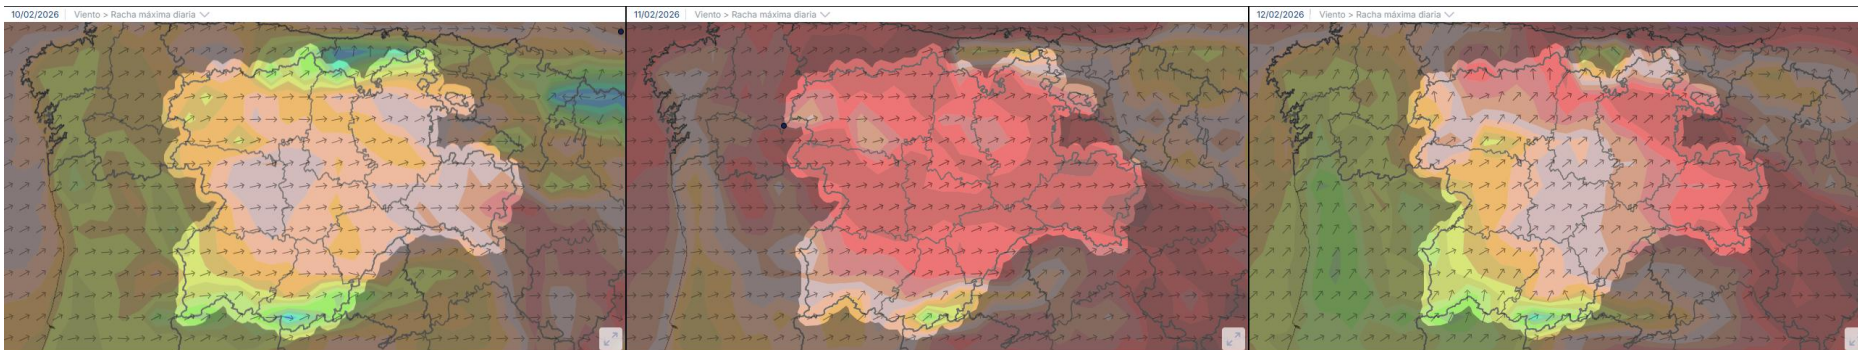 10/02/2026 Viento > Racha máxima diaria
11/02/2026 Viento > Racha máxima diaria
12/02/2026 Viento > Racha máxima diaria